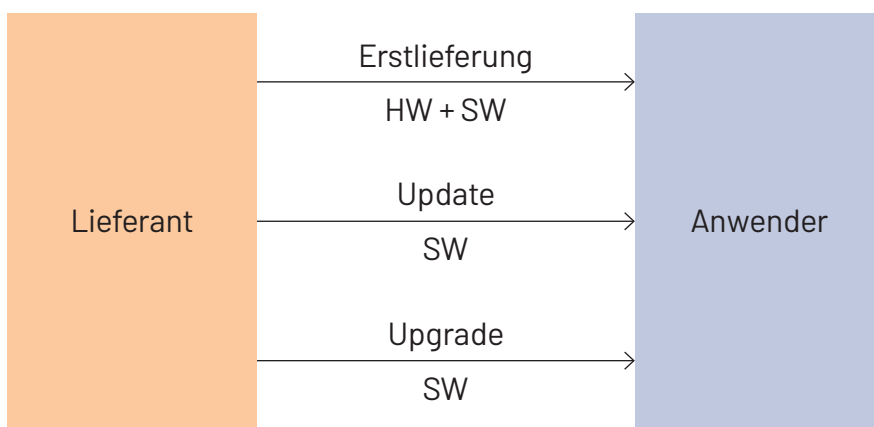 Erstlieferung
HW + SW
Update
Lieferant
Anwender
SW
Upgrade
SW